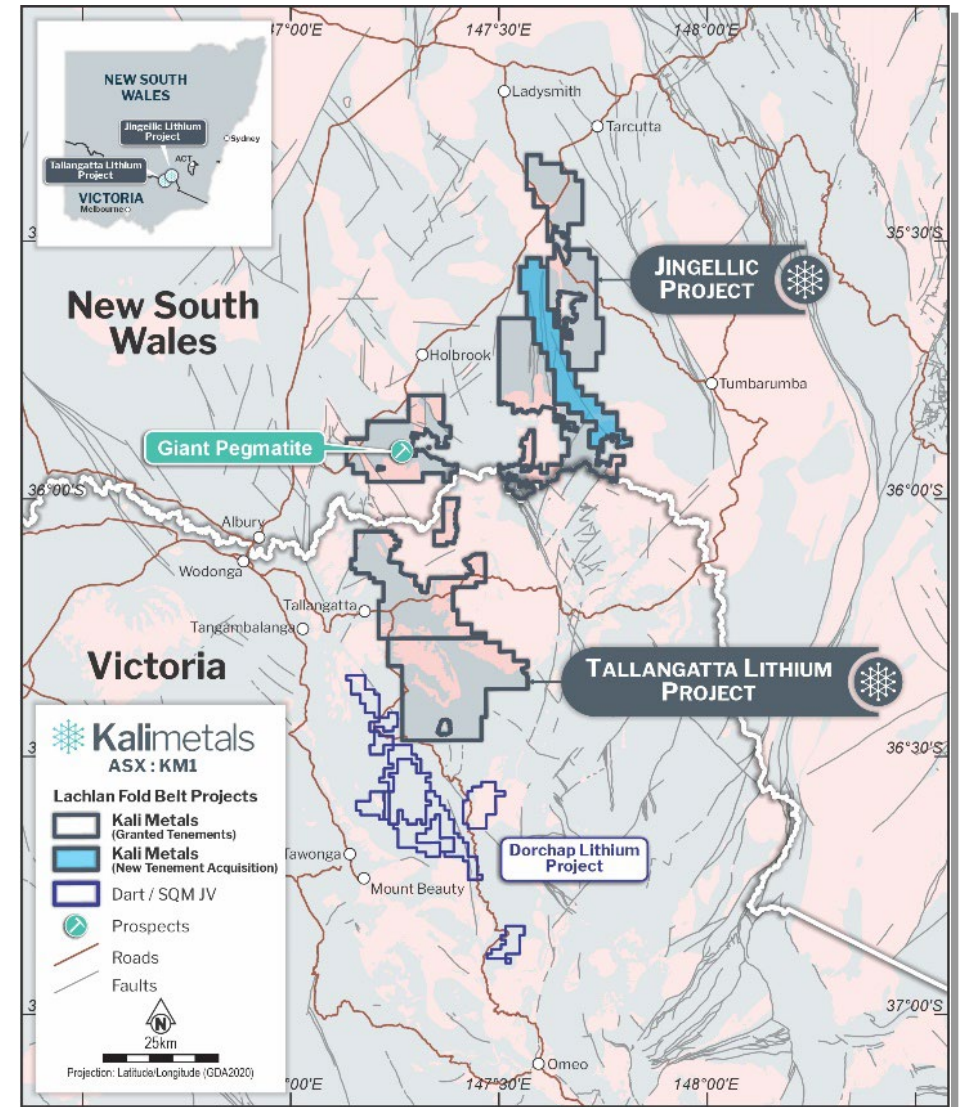 147°30'E
148°00'E
NEW SOUTH
WALES
Jingellic Lithium
Project
Sydney
ACT
Tallangatta Lithium
Project
VICTORIA
Melbourne
Ladysmith
Tarcutta
35°30'S
JINGELLIC
PROJECT
New South
Wales
Holbrook
Tumbarumba
Giant Pegmatite
36°00'S
36°00'S
Albury
Wodonga
Tallangatta
Tangambalanga
Victoria
TALLANGATTA LITHIUM
PROJECT
Kalimetals
ASX : KM1
Lachlan Fold Belt Projects
Kali Metals
(Granted Tenements)
Kali Metals
(New Tenement Acquisition)
Dart / SQM JV
Prospects
Roads
Faults
N
25km
Projection: Latitude/Longitude (GDA2020)
36°30'S
Dorchap Lithium
Project
Tawonga
Mount Beauty
37°00'S
Omeo
147°30'E
148°00'E